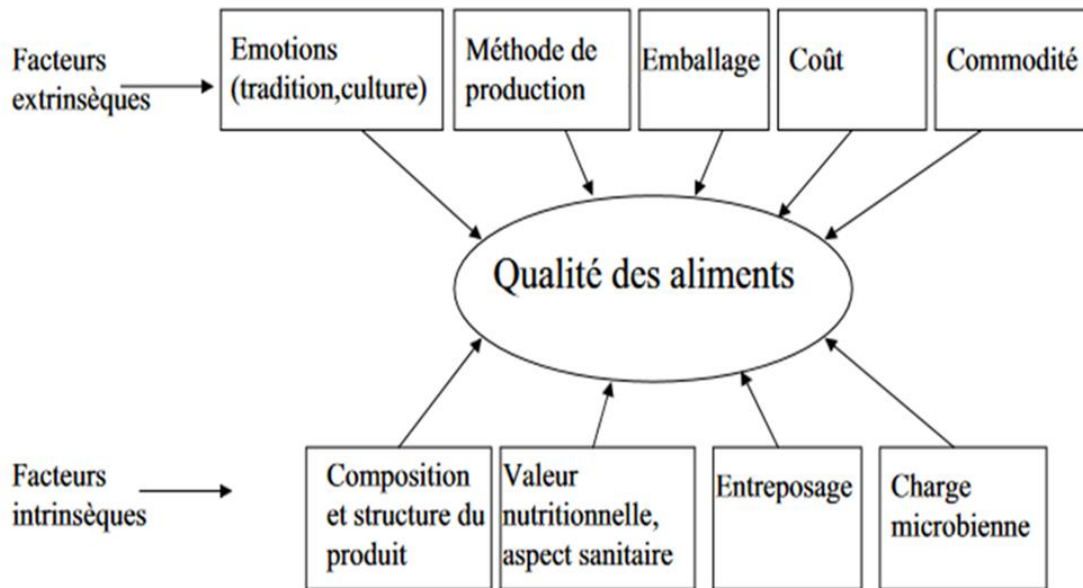 Facteurs
extrinsèques
Emotions
(tradition,culture)
Méthode de
production
Emballage
Coût
Commodité
Qualité des aliments
Facteurs
intrinsèques
Composition
et structure du
produit
Valeur
nutritionnelle,
aspect sanitaire
Entreposage
Charge
microbienne